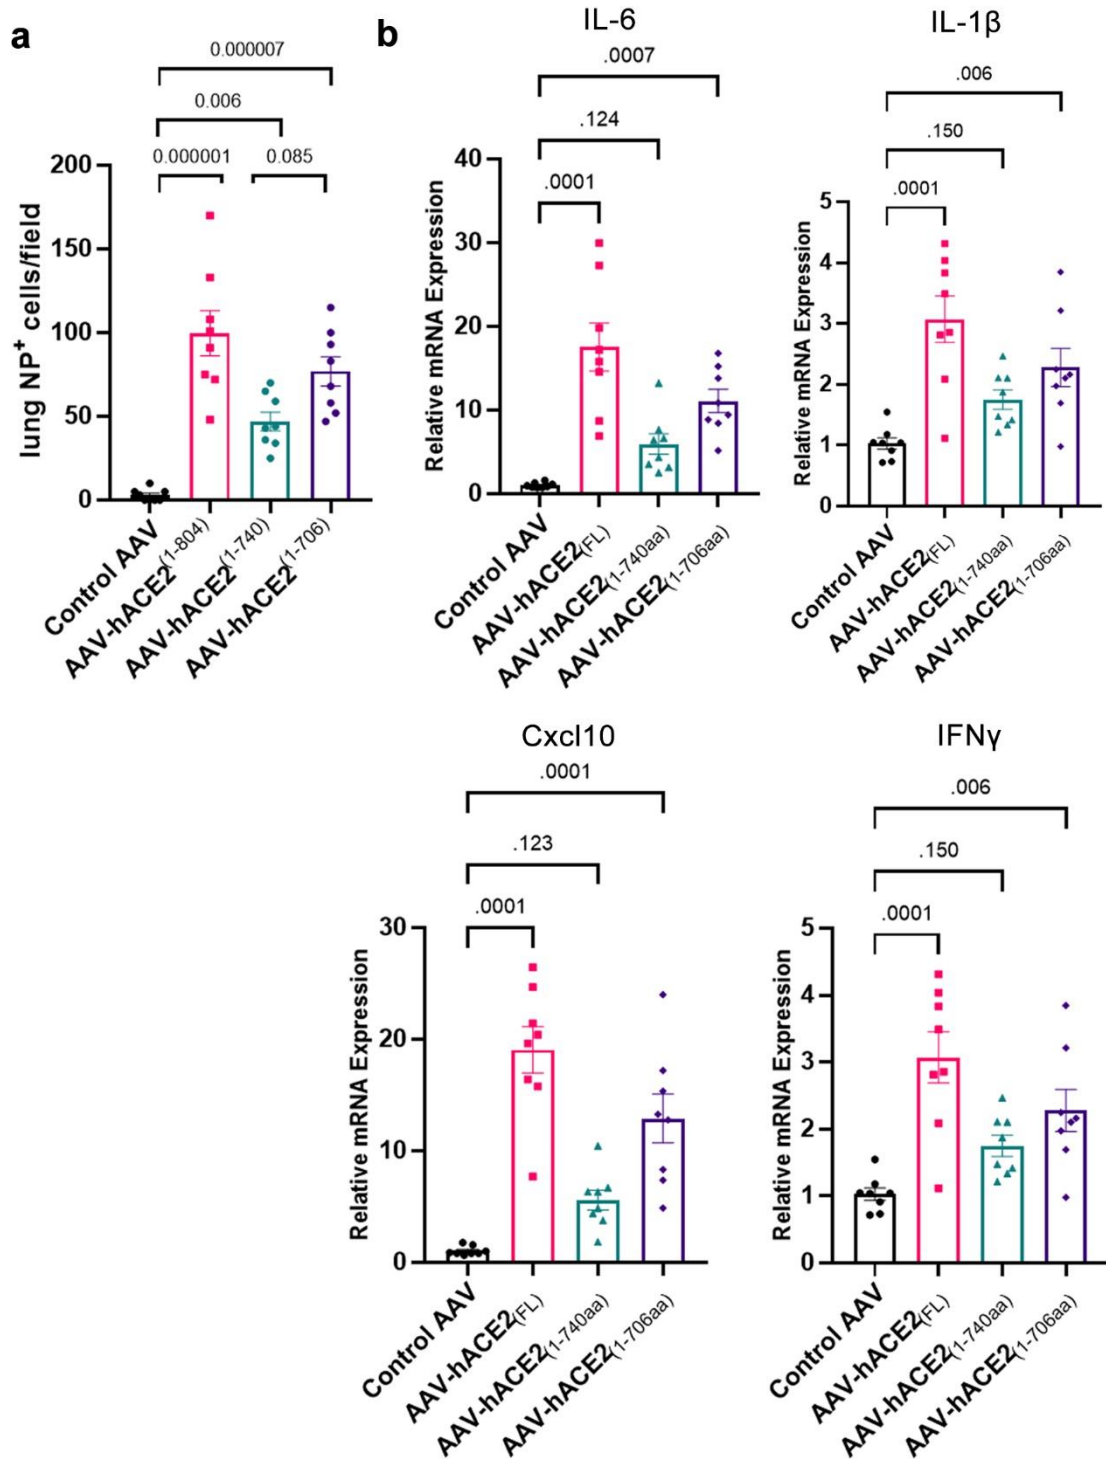 a
0.000007
0.006
0.000001
0.085
200
150
100
50
0
lung NP+ cells/field
Control AAV
AAV-hACE2(1-804)
AAV-hACE2(1-740)
AAV-hACE2(1-706)
b
IL-6
.0007
.124
.0001
40
30
20
10
0
Relative mRNA Expression
Control AAV
AAV-hACE2(FL)
AAV-hACE2(1-740aa)
AAV-hACE2(1-706aa)
IL-1β
.006
.150
.0001
5
4
3
2
1
0
Relative mRNA Expression
Control AAV
AAV-hACE2(FL)
AAV-hACE2(1-740aa)
AAV-hACE2(1-706aa)
Cxcl10
.0001
.123
.0001
30
20
10
0
Relative mRNA Expression
Control AAV
AAV-hACE2(FL)
AAV-hACE2(1-740aa)
AAV-hACE2(1-706aa)
IFNγ
.006
.150
.0001
5
4
3
2
1
0
Relative mRNA Expression
Control AAV
AAV-hACE2(FL)
AAV-hACE2(1-740aa)
AAV-hACE2(1-706aa)